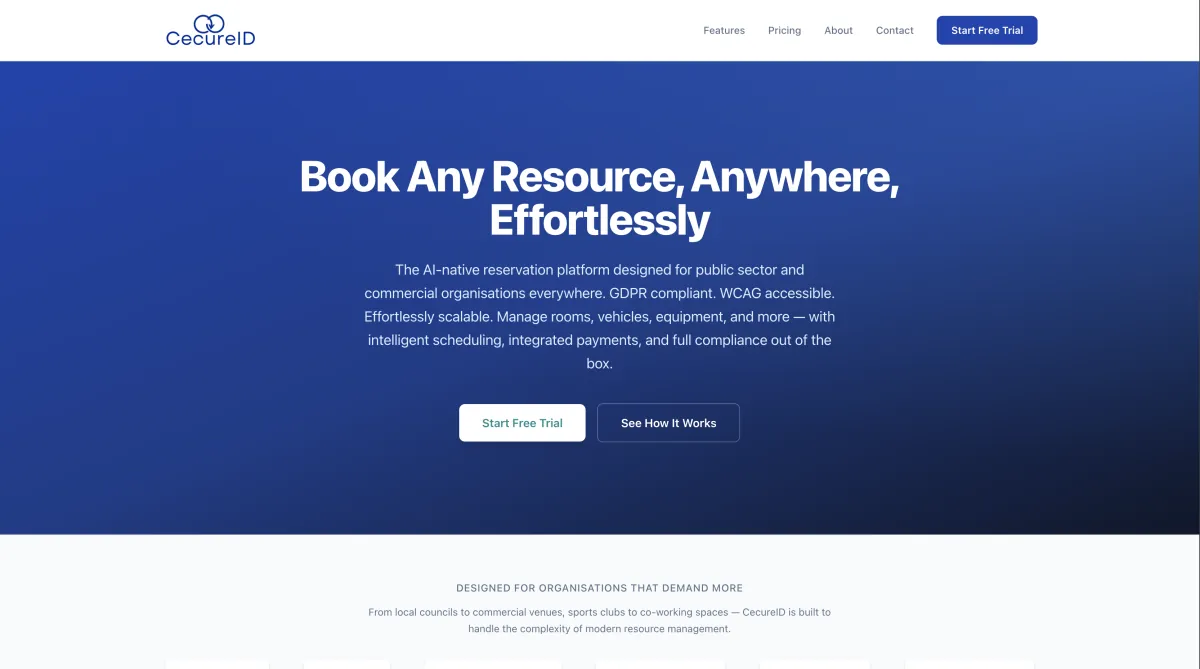 CecureID
Features
Pricing
About
Contact
Start Free Trial
Book Any Resource, Anywhere,
Effortlessly
The AI-native reservation platform designed for public sector and
commercial organisations everywhere. GDPR compliant. WCAG accessible.
Effortlessly scalable. Manage rooms, vehicles, equipment, and more — with
intelligent scheduling, integrated payments, and full compliance out of the
box.
Start Free Trial
See How It Works
DESIGNED FOR ORGANISATIONS THAT DEMAND MORE
From local councils to commercial venues, sports clubs to co-working spaces — CecureID is built to
handle the complexity of modern resource management.